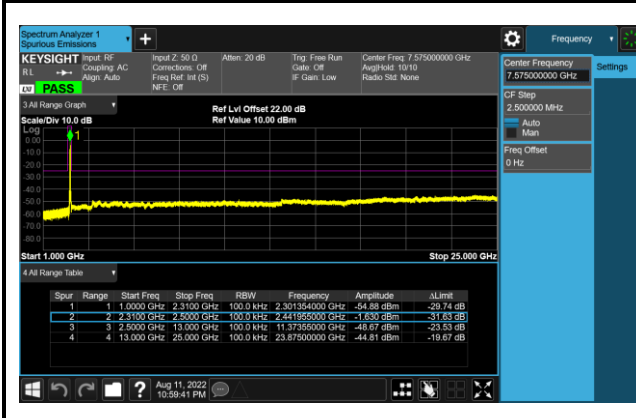 Spectrum Analyzer 1
Spurious Emissions
Frequency
KEYSIGHT Input: RF Input Z: 50 Ω Atten: 20 dB Trig: Free Run Center Freq: 7.575000000 GHz
RL Coupling: AC Corrections: Off Gate: Off Avg|Hold: 10/10
Align: Auto Freq Ref: Int (S) IF Gain: Low Radio Std: None
LXI PASS NFE: Off
Center Frequency
7.575000000 GHz
Settings
CF Step
2.500000 MHz
Auto
Man
Freq Offset
0 Hz
3 All Range Graph
Ref Lvl Offset 22.00 dB
Scale/Div 10.0 dB Ref Value 10.00 dBm
Log
1
0.00
-10.0
-20.0
-30.0
-40.0
-50.0
-60.0
-70.0
-80.0
Start 1.000 GHz Stop 25.000 GHz
4 All Range Table
Spur Range Start Freq Stop Freq RBW Frequency Amplitude ΔLimit
1 1 1.0000 GHz 2.3100 GHz 100.0 kHz 2.301354000 GHz -54.88 dBm -29.74 dB
2 2 2.3100 GHz 2.5000 GHz 100.0 kHz 2.441955000 GHz -1.630 dBm -31.63 dB
3 3 2.5000 GHz 13.000 GHz 100.0 kHz 11.37355000 GHz -48.67 dBm -23.53 dB
4 4 13.000 GHz 25.000 GHz 100.0 kHz 23.87500000 GHz -44.81 dBm -19.67 dB
Aug 11, 2022
10:59:41 PM